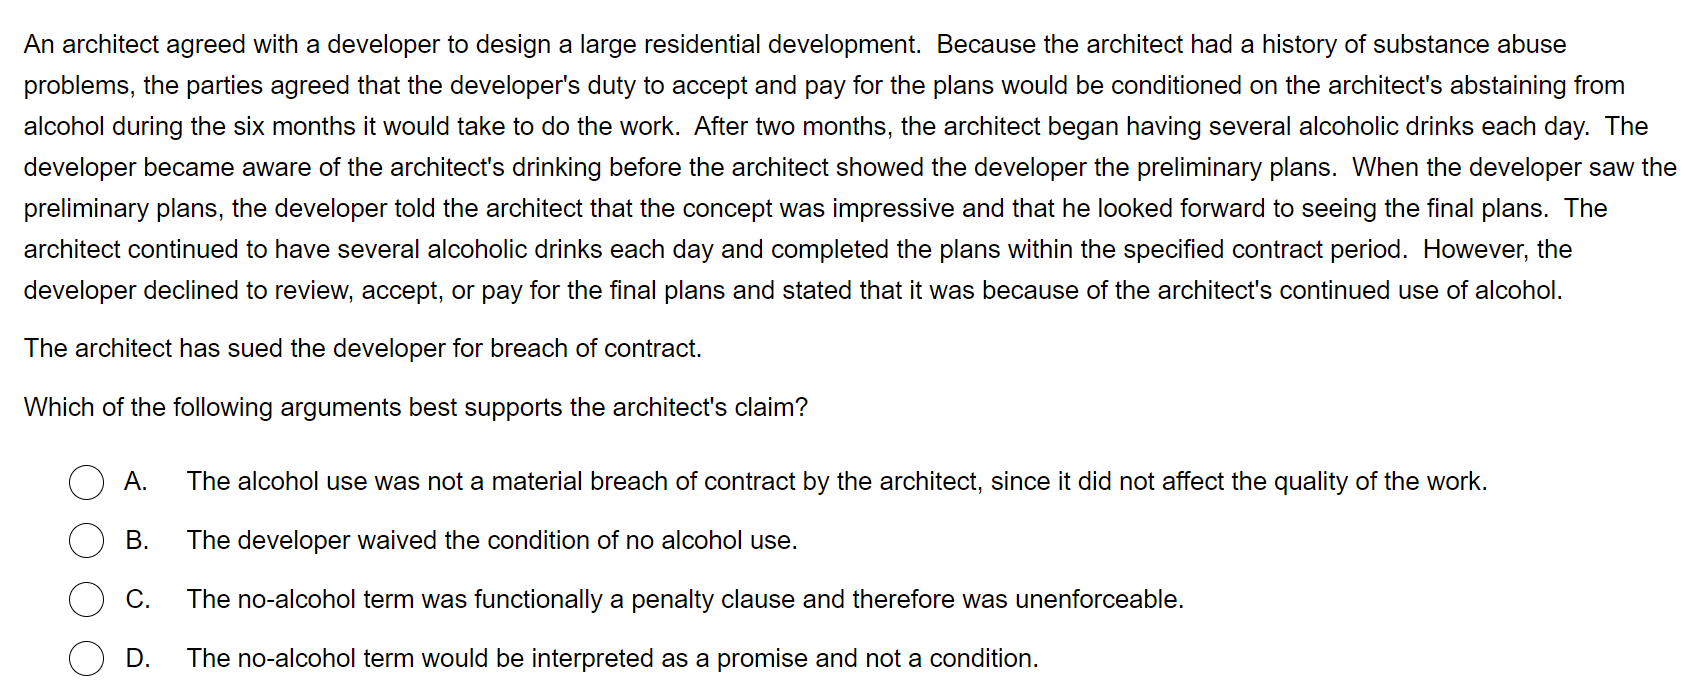 An architect agreed with a developer to design a large residential development.  Because the architect had a history of substance abuse
problems, the parties agreed that the developer's duty to accept and pay for the plans would be conditioned on the architect's abstaining from
alcohol during the six months it would take to do the work.  After two months, the architect began having several alcoholic drinks each day.  The
developer became aware of the architect's drinking before the architect showed the developer the preliminary plans.  When the developer saw the
preliminary plans, the developer told the architect that the concept was impressive and that he looked forward to seeing the final plans.  The
architect continued to have several alcoholic drinks each day and completed the plans within the specified contract period.  However, the
developer declined to review, accept, or pay for the final plans and stated that it was because of the architect's continued use of alcohol.
The architect has sued the developer for breach of contract.
Which of the following arguments best supports the architect's claim?
A. The alcohol use was not a material breach of contract by the architect, since it did not affect the quality of the work.
B. The developer waived the condition of no alcohol use.
C. The no-alcohol term was functionally a penalty clause and therefore was unenforceable.
D. The no-alcohol term would be interpreted as a promise and not a condition.